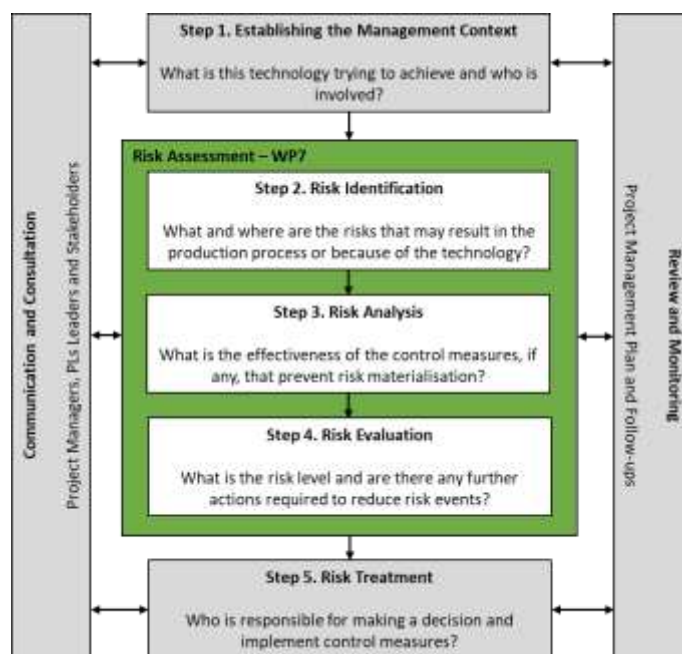 Step 1. Establishing the Management Context
What is this technology trying to achieve and who is
involved?
Communication and Consultation
Project Managers, PLs Leaders and Stakeholders
Risk Assessment – WP7
Step 2. Risk Identification
What and where are the risks that may result in the
production process or because of the technology?
Step 3. Risk Analysis
What is the effectiveness of the control measures, if
any, that prevent risk materialisation?
Step 4. Risk Evaluation
What is the risk level and are there any further
actions required to reduce risk events?
Step 5. Risk Treatment
Who is responsible for making a decision and
implement control measures?
Review and Monitoring
Project Management Plan and Follow-ups